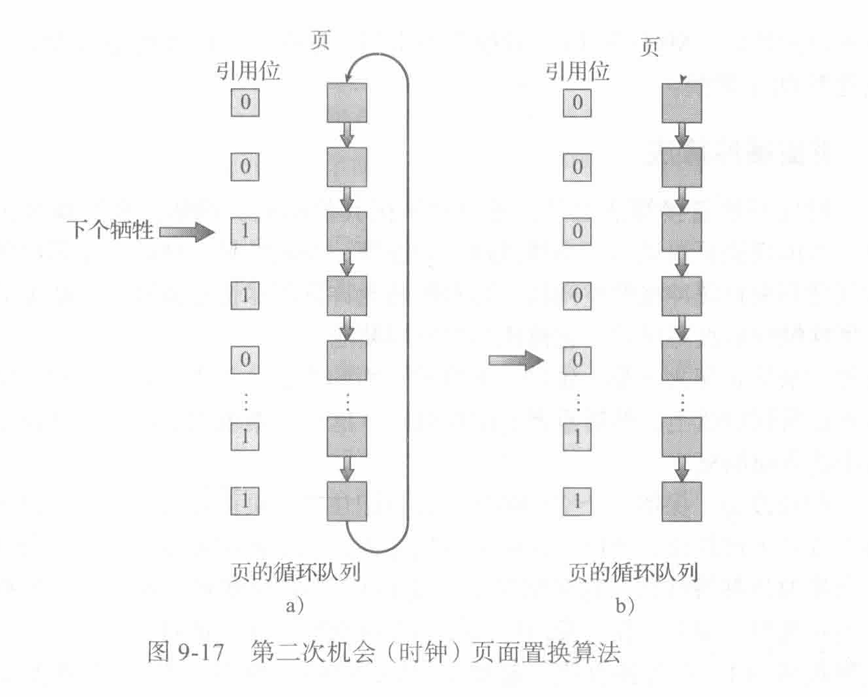 页 页
引用位 引用位
0 0
0 0
下个牺牲 1 0
1 0
0 0
⋮ ⋮ ⋮ ⋮
1 1
1 1
页的循环队列 页的循环队列
a) b)
图 9-17 第二次机会（时钟）页面置换算法